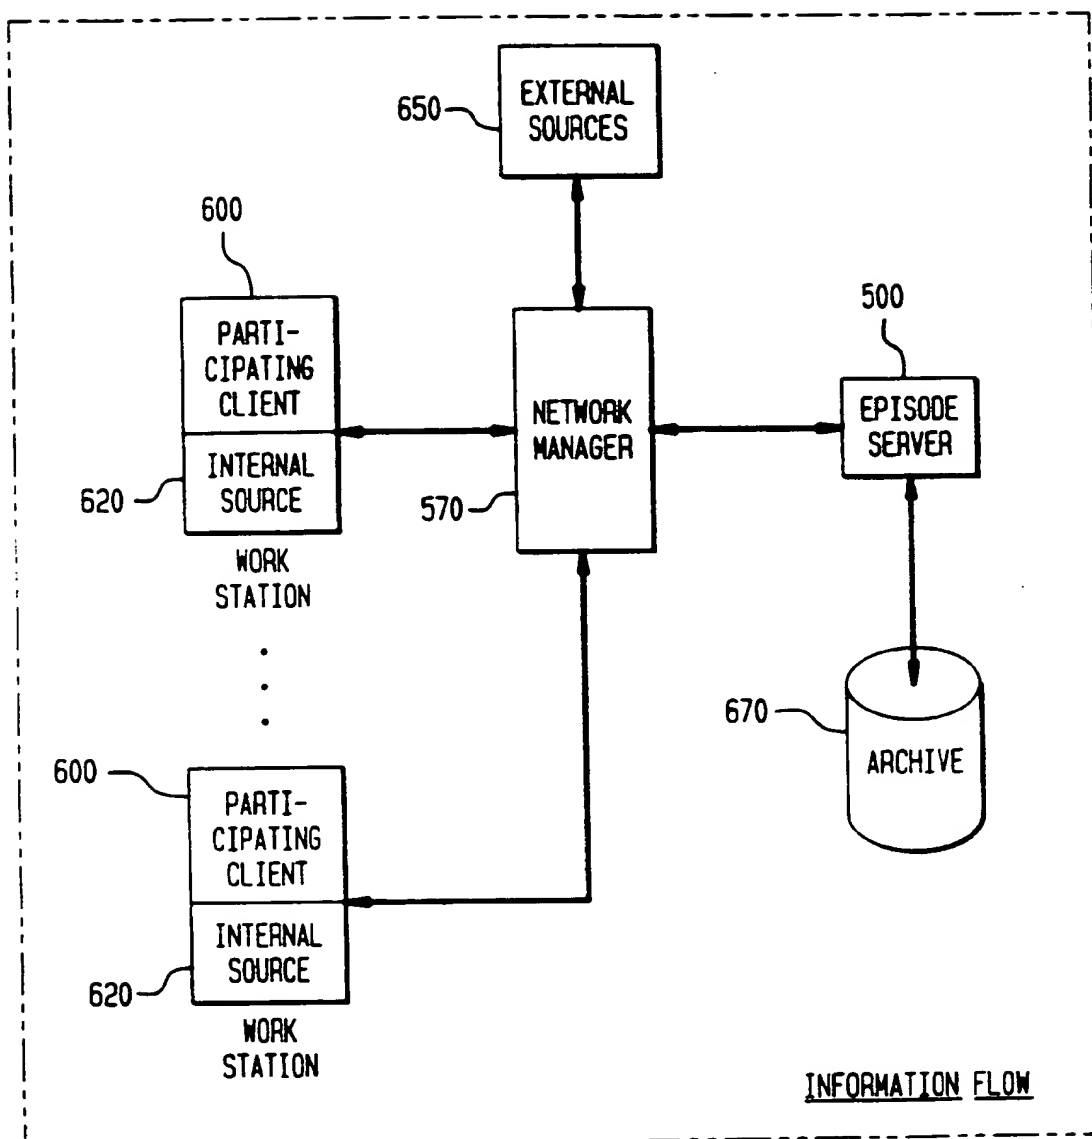 EXTERNAL
SOURCES
650
600
PARTI-
CIPATING
CLIENT
INTERNAL
SOURCE
620
WORK
STATION
NETWORK
MANAGER
570
500
EPISODE
SERVER
670
ARCHIVE
600
PARTI-
CIPATING
CLIENT
INTERNAL
SOURCE
620
WORK
STATION
INFORMATION FLOW